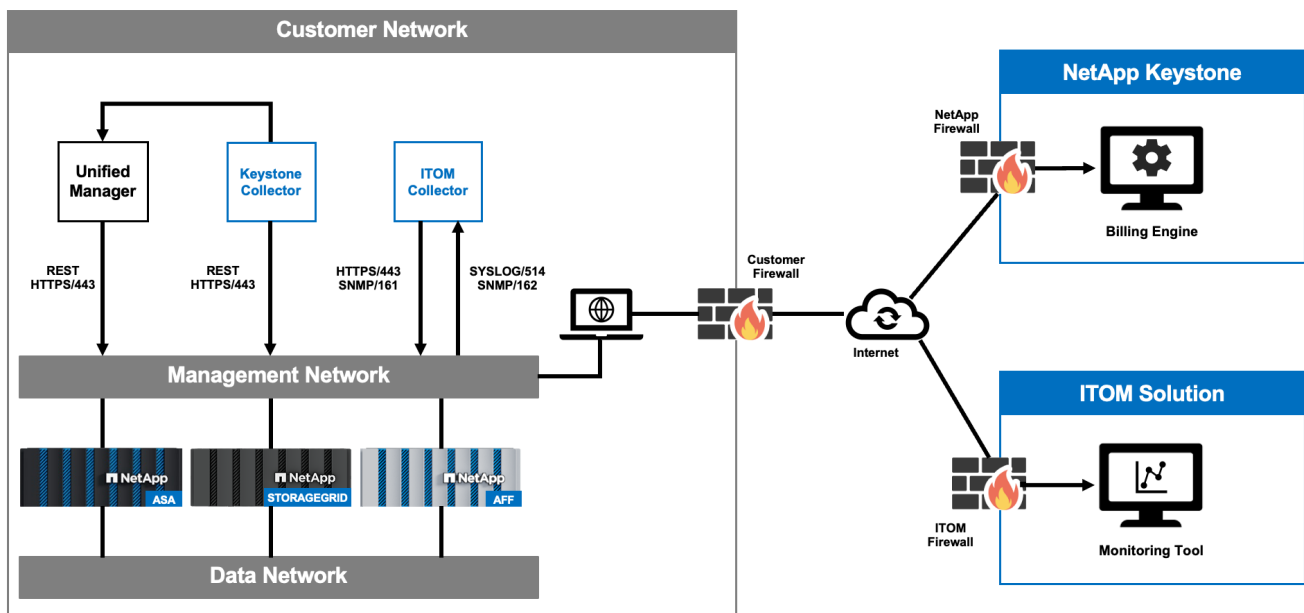 Customer Network
NetApp Keystone
NetApp
Firewall
Unified
Manager
Keystone
Collector
ITOM
Collector
Billing Engine
REST
HTTPS/443
REST
HTTPS/443
HTTPS/443
SNMP/161
SYSLOG/514
SNMP/162
Customer
Firewall
Internet
Management Network
ITOM Solution
NetApp
ASA
NetApp
STORAGEGRID
NetApp
AFF
ITOM
Firewall
Monitoring Tool
Data Network